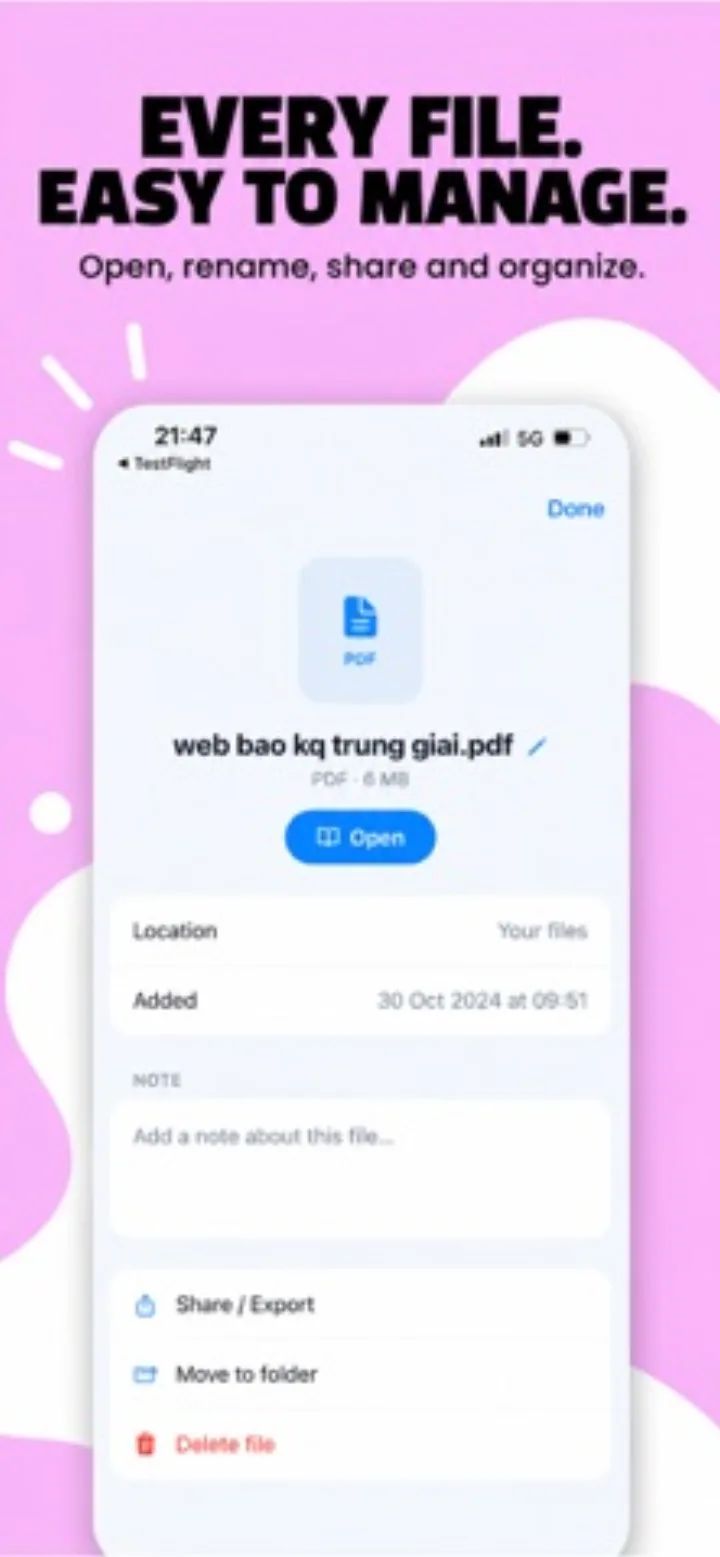 EVERY FILE.
EASY TO MANAGE.
Open, rename, share and organize.
21:47
5G
TestFlight
Done
PDF
web bao kq trung giai.pdf
PDF · 6 MB
Open
Location
Your files
Added
30 Oct 2024 at 09:51
NOTE
Add a note about this file...
Share / Export
Move to folder
Delete file